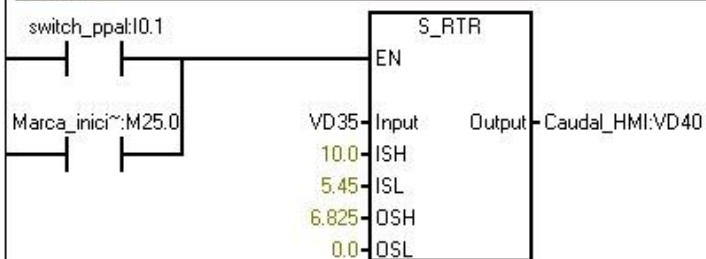 switch_ppal:I0.1
S_RTR
EN
Marca_inici~:M25.0
VD35 Input Output Caudal_HMI:VD40
10.0 ISH
5.45 ISL
6.825 OSH
0.0 OSL